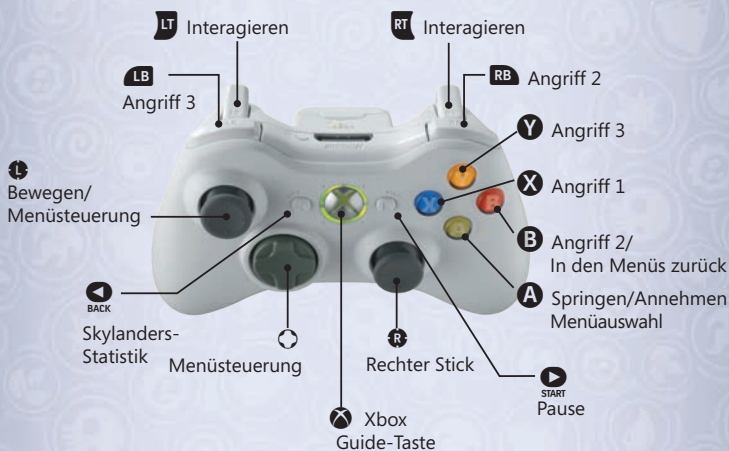 LT Interagieren
RT Interagieren
LB
Angriff 3
RB Angriff 2
Y Angriff 3
L
Bewegen/
Menüsteuerung
X Angriff 1
B Angriff 2/
In den Menüs zurück
A Springen/Annehmen
Menüauswahl
BACK
Skylanders-
Statistik
Menüsteuerung
R
Rechter Stick
START
Pause
Xbox
Guide-Taste